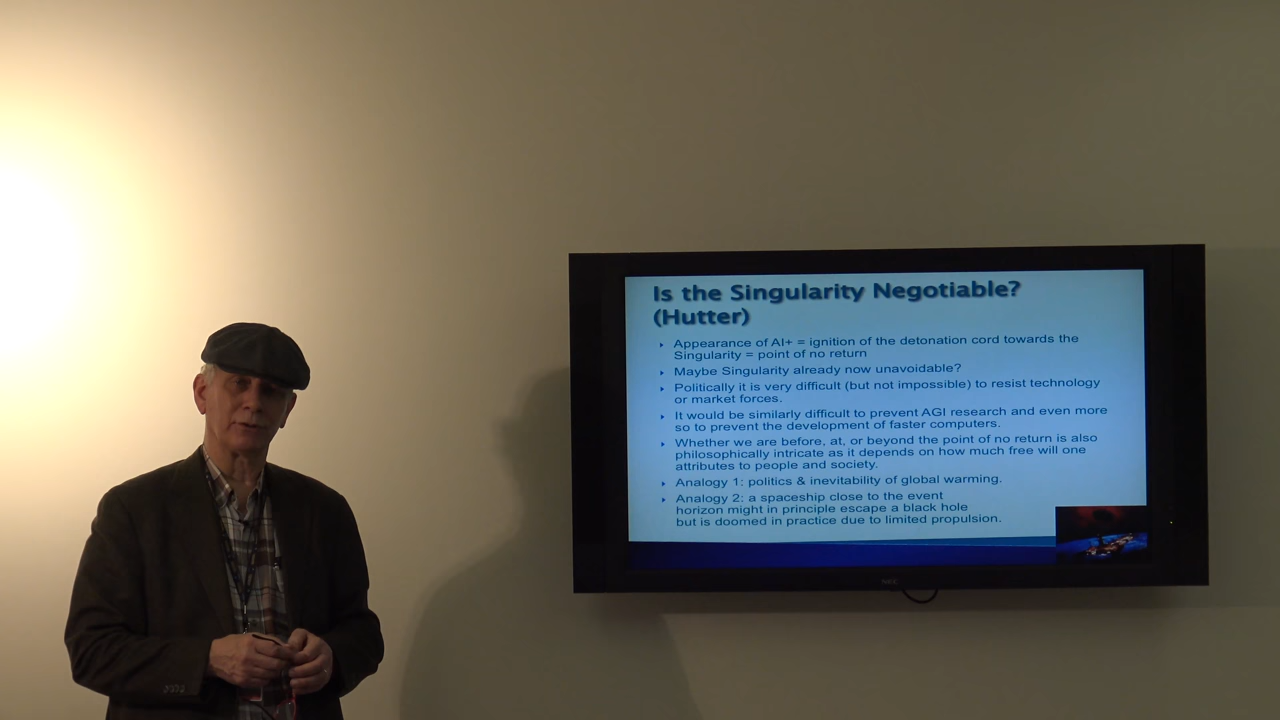 Is the Singularity Negotiable?
(Hutter)
Appearance of AI+ = ignition of the detonation cord towards the
Singularity = point of no return
Maybe Singularity already now unavoidable?
Politically it is very difficult (but not impossible) to resist technology
or market forces.
It would be similarly difficult to prevent AGI research and even more
so to prevent the development of faster computers.
Whether we are before, at, or beyond the point of no return is also
philosophically intricate as it depends on how much free will one
attributes to people and society.
Analogy 1: politics & inevitability of global warming.
Analogy 2: a spaceship close to the event
horizon might in principle escape a black hole
but is doomed in practice due to limited propulsion.
NEC